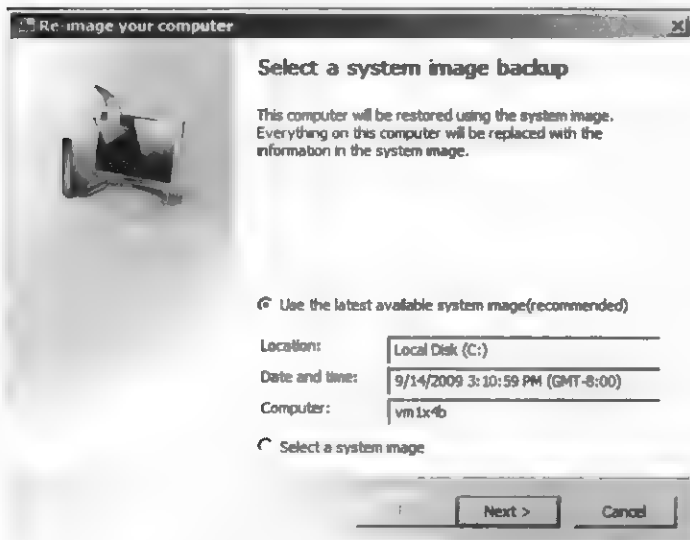 Re-image your computer
Select a system image backup
This computer will be restored using the system image.
Everything on this computer will be replaced with the
information in the system image.
Use the latest available system image(recommended)
Location: Local Disk (C:)
Date and time: 9/14/2009 3:10:59 PM (GMT-8:00)
Computer: vm1x4b
Select a system image
Next > Cancel